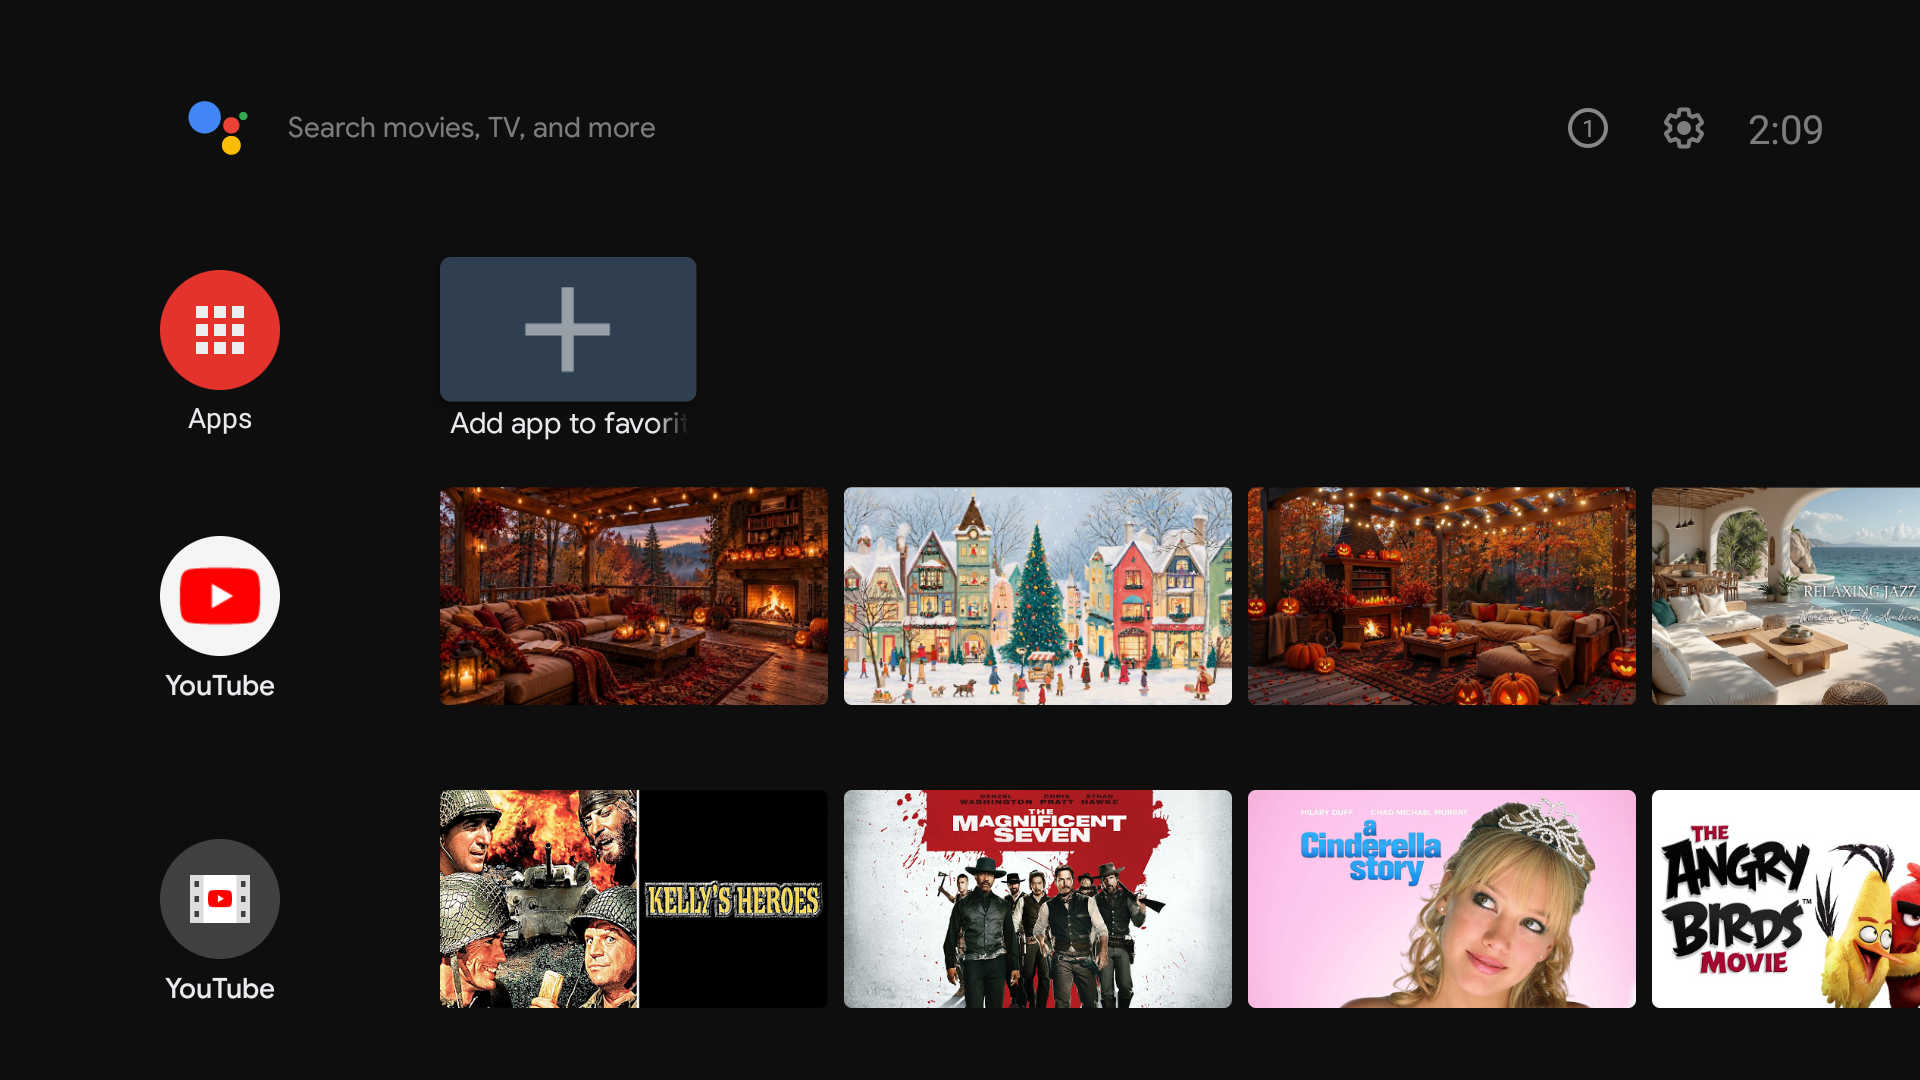 Search movies, TV, and more
1
2:09
Apps
Add app to favorit
YouTube
RELAXING JAZZ
YouTube
KELLY'S HEROES
DENZEL CHRIS ETHAN
WASHINGTON PRATT HAWKE
THE
MAGNIFICENT
SEVEN
HILARY DUFF CHAD MICHAEL MURRAY
a
Cinderella
story
THE
ANGRY
BIRDS™
MOVIE